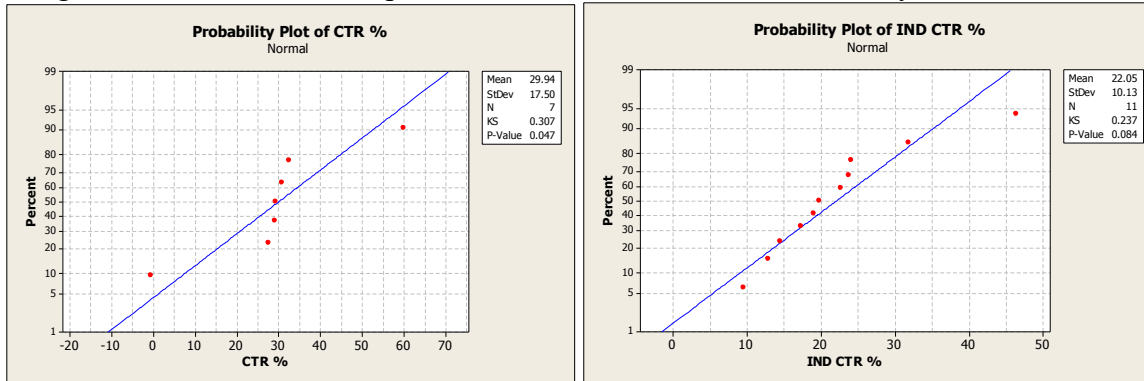 Probability Plot of CTR %
Normal
Mean 29.94
StDev 17.50
N 7
KS 0.307
P-Value 0.047
99
95
90
80
70
60
50
40
30
20
10
5
1
Percent
-20 -10 0 10 20 30 40 50 60 70
CTR %
Probability Plot of IND CTR %
Normal
Mean 22.05
StDev 10.13
N 11
KS 0.237
P-Value 0.084
99
95
90
80
70
60
50
40
30
20
10
5
1
Percent
0 10 20 30 40 50
IND CTR %